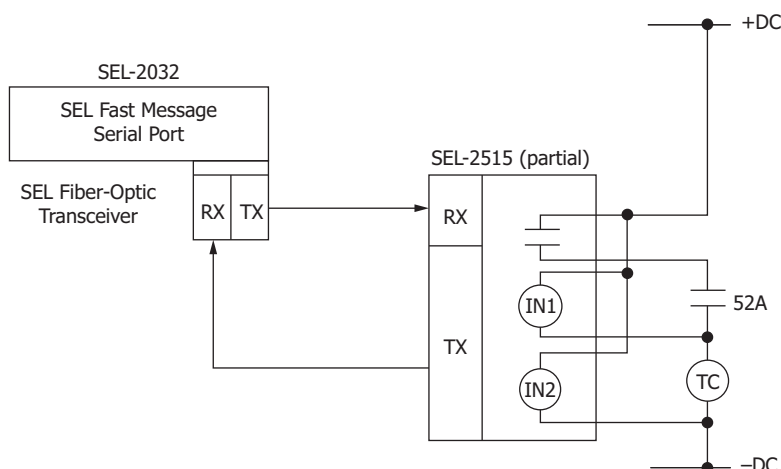 +DC
SEL-2032
SEL Fast Message
Serial Port
SEL-2515 (partial)
SEL Fiber-Optic
Transceiver
RX
TX
RX
IN1
52A
TX
TC
IN2
–DC